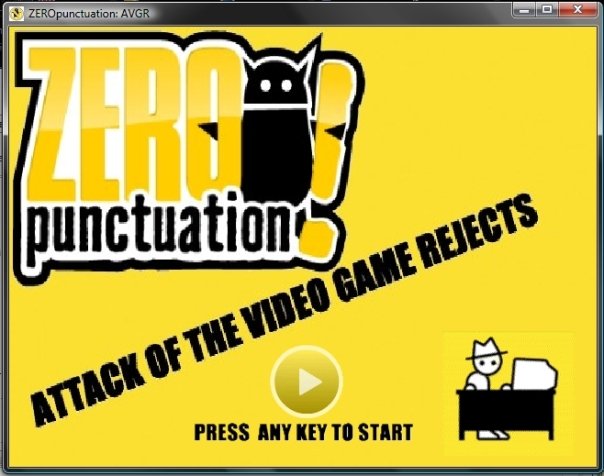 ZEROpunctuation: AVGR
ZERO
punctuation!
ATTACK OF THE VIDEO GAME REJECTS
PRESS ANY KEY TO START